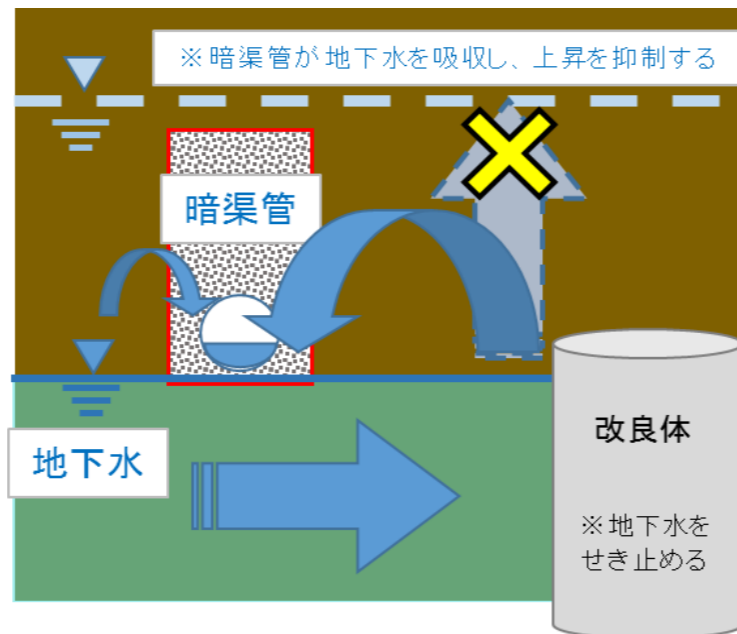 ※暗渠管が地下水を吸収し、上昇を抑制する
暗渠管
地下水
改良体
※地下水を
せき止める